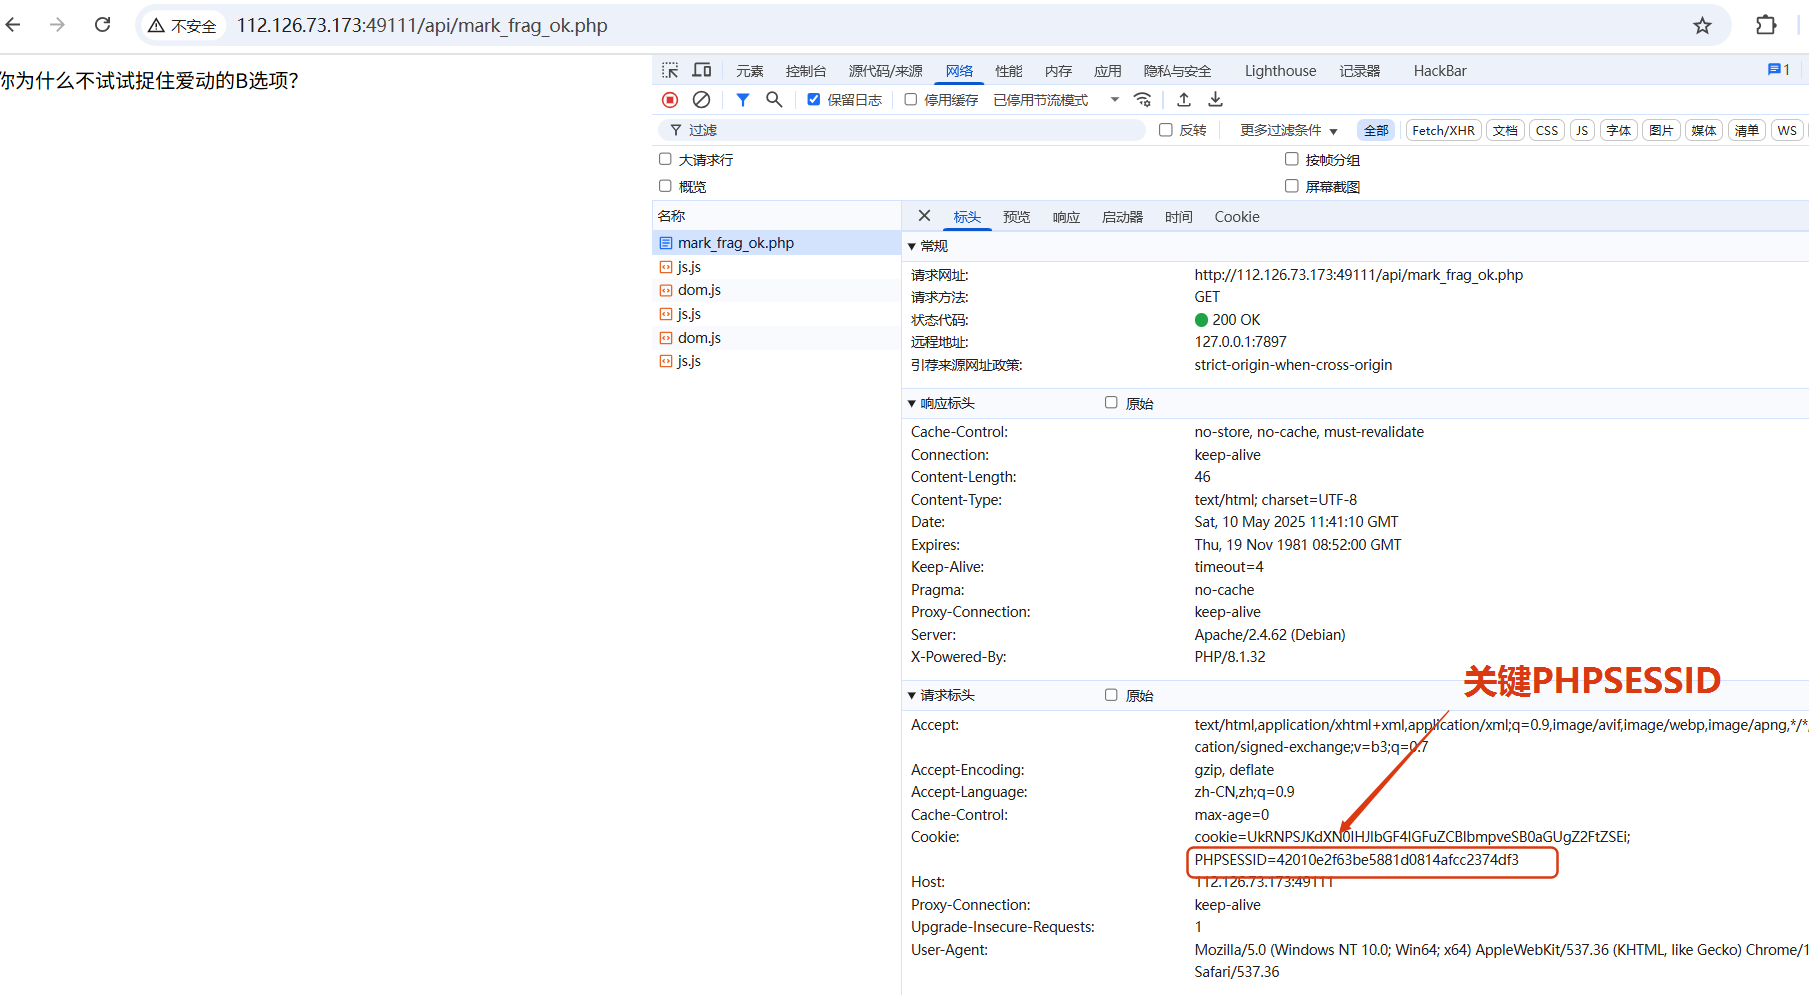 不安全 112.126.73.173:49111/api/mark_frag_ok.php
你为什么不试试捉住爱动的B选项?
元素 控制台 源代码/来源 网络 性能 内存 应用 隐私与安全 Lighthouse 记录器 HackBar 1
保留日志 停用缓存 已停用节流模式
过滤 反转 更多过滤条件 全部 Fetch/XHR 文档 CSS JS 字体 图片 媒体 清单 WS
大请求行 按帧分组
概览 屏幕截图
名称
mark_frag_ok.php
js.js
dom.js
js.js
dom.js
js.js
标头 预览 响应 启动器 时间 Cookie
常规
请求网址: http://112.126.73.173:49111/api/mark_frag_ok.php
请求方法: GET
状态代码: 200 OK
远程地址: 127.0.0.1:7897
引荐来源网址政策: strict-origin-when-cross-origin
响应标头 原始
Cache-Control: no-store, no-cache, must-revalidate
Connection: keep-alive
Content-Length: 46
Content-Type: text/html; charset=UTF-8
Date: Sat, 10 May 2025 11:41:10 GMT
Expires: Thu, 19 Nov 1981 08:52:00 GMT
Keep-Alive: timeout=4
Pragma: no-cache
Proxy-Connection: keep-alive
Server: Apache/2.4.62 (Debian)
X-Powered-By: PHP/8.1.32
关键PHPSESSID
请求标头 原始
Accept: text/html,application/xhtml+xml,application/xml;q=0.9,image/avif,image/webp,image/apng,*/*,
cation/signed-exchange;v=b3;q=0.7
Accept-Encoding: gzip, deflate
Accept-Language: zh-CN,zh;q=0.9
Cache-Control: max-age=0
Cookie: cookie=UkRNPSJKdXN0IHJlbGF4IGFuZCBlbmpveSB0aGUgZ2FtZSEi;
PHPSESSID=42010e2f63be5881d0814afcc2374df3
Host: 112.126.73.173:49111
Proxy-Connection: keep-alive
Upgrade-Insecure-Requests: 1
User-Agent: Mozilla/5.0 (Windows NT 10.0; Win64; x64) AppleWebKit/537.36 (KHTML, like Gecko) Chrome/1
Safari/537.36